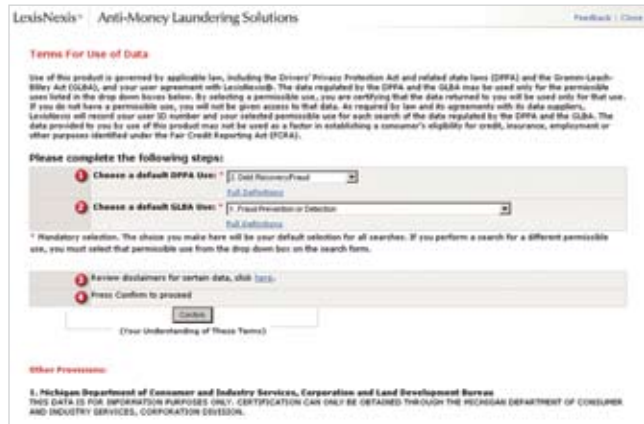 LexisNexis® Anti-Money Laundering Solutions
Feedback | Close
Terms For Use of Data
Use of this product is governed by applicable law, including the Drivers' Privacy Protection Act and related state laws (DPPA) and the Gramm-Leach-
Bliley Act (GLBA), and your user agreement with LexisNexis®. The data regulated by the DPPA and the GLBA may be used only for the permissible
uses listed in the drop down boxes below. By selecting a permissible use, you are certifying that the data returned to you will be used only for that use.
If you do not have a permissible use, you will not be given access to that data. As required by law and its agreements with its data suppliers,
LexisNexis will record your user ID number and your selected permissible use for each search of the data regulated by the DPPA and the GLBA. The
data provided to you by use of this product may not be used as a factor in establishing a consumer's eligibility for credit, insurance, employment or
other purposes identified under the Fair Credit Reporting Act (FCRA).
Please complete the following steps:
1 Choose a default DPPA Use: * 2. Debt Recovery/Fraud
Full Definitions
2 Choose a default GLBA Use: * 1. Fraud Prevention or Detection
Full Definitions
* Mandatory selection. The choice you make here will be your default selection for all searches. If you perform a search for a different permissible
use, you must select that permissible use from the drop down box on the search form.
3 Review disclaimers for certain data, click here.
4 Press Confirm to proceed
Confirm
(Your Understanding of These Terms)
Other Provisions:
1. Michigan Department of Consumer and Industry Services, Corporation and Land Development Bureau
THIS DATA IS FOR INFORMATION PURPOSES ONLY. CERTIFICATION CAN ONLY BE OBTAINED THROUGH THE MICHIGAN DEPARTMENT OF CONSUMER
AND INDUSTRY SERVICES, CORPORATION DIVISION.